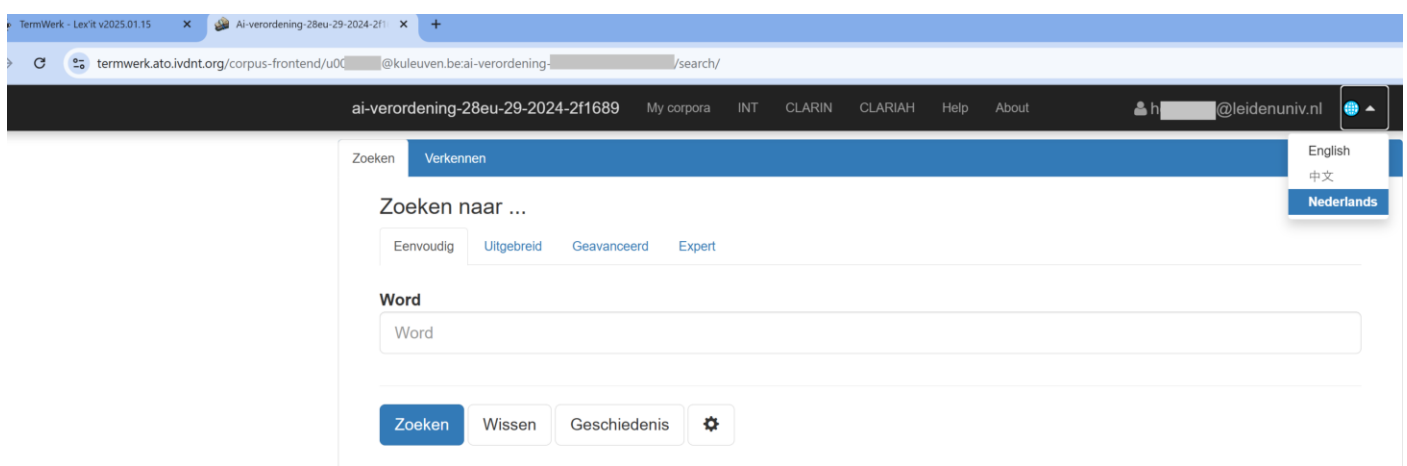 TermWerk - Lex'it v2025.01.15 Ai-verordening-28eu-29-2024-2f1
termwerk.ato.ivdnt.org/corpus-frontend/u00 @kuleuven.be:ai-verordening- /search/
ai-verordening-28eu-29-2024-2f1689 My corpora INT CLARIN CLARIAH Help About h @leidenuniv.nl
Zoeken Verkennen
English
中文
Nederlands
Zoeken naar ...
Eenvoudig Uitgebreid Geavanceerd Expert
Word
Word
Zoeken Wissen Geschiedenis